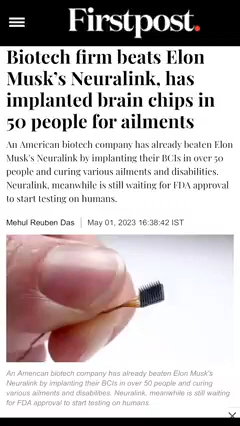 Firstpost.
Biotech firm beats Elon
Musk's Neuralink, has
implanted brain chips in
50 people for ailments
An American biotech company has already beaten Elon
Musk's Neuralink by implanting their BCIs in over 50
people and curing various ailments and disabilities.
Neuralink, meanwhile is still waiting for FDA approval
to start testing on humans.
Mehul Reuben Das | May 01, 2023 16:38:42 IST
An American biotech company has already beaten Elon Musk's
Neuralink by implanting their BCIs in over 50 people and curing
various ailments and disabilities. Neuralink, meanwhile is still waiting
for FDA approval to start testing on humans.